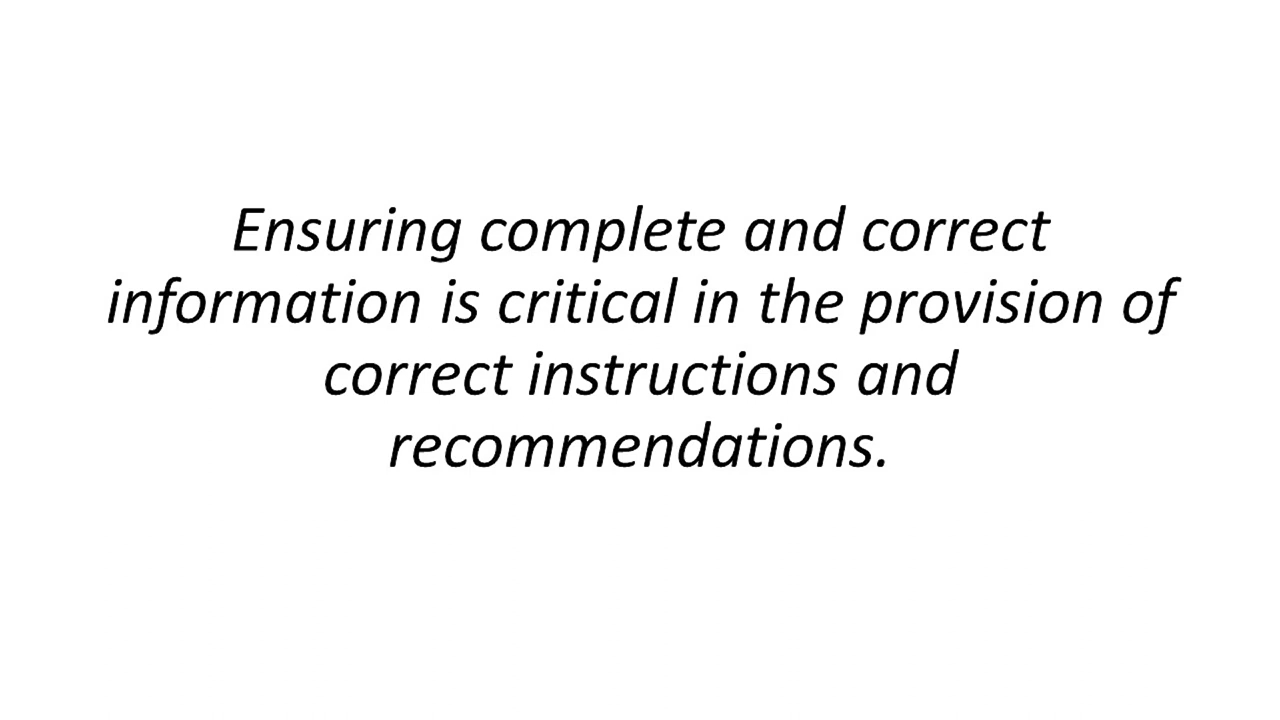 Ensuring complete and correct
information is critical in the provision of
correct instructions and
recommendations.